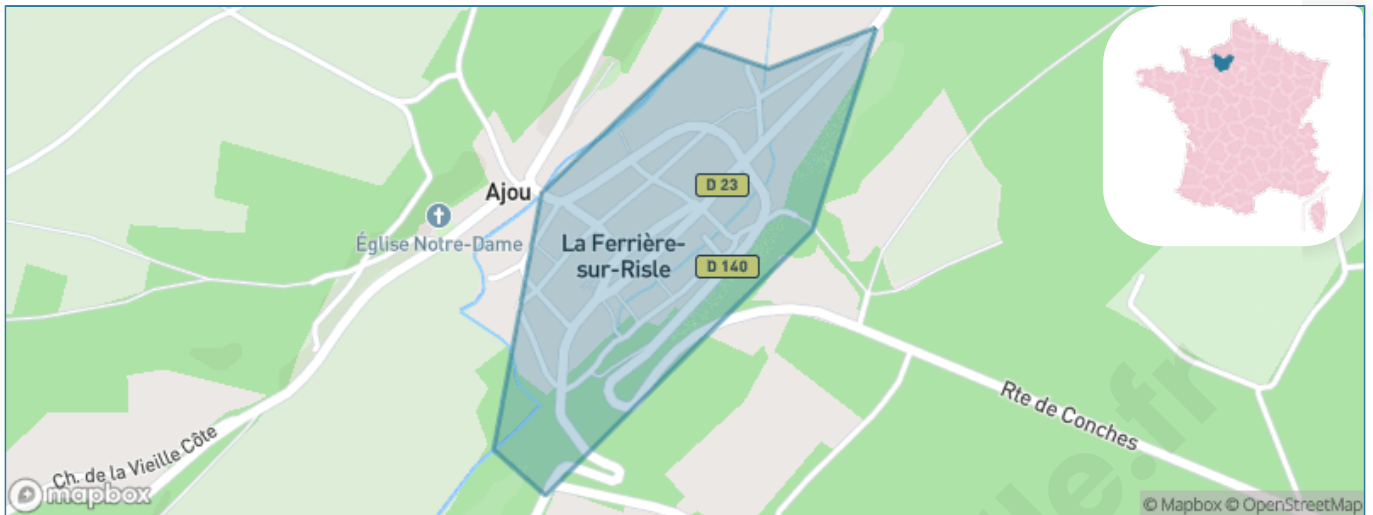 D 23
Ajou
Église Notre-Dame
La Ferrière-
sur-Risle
D 140
Rte de Conches
Ch. de la Vieille Côte
mapbox
© Mapbox © OpenStreetMap